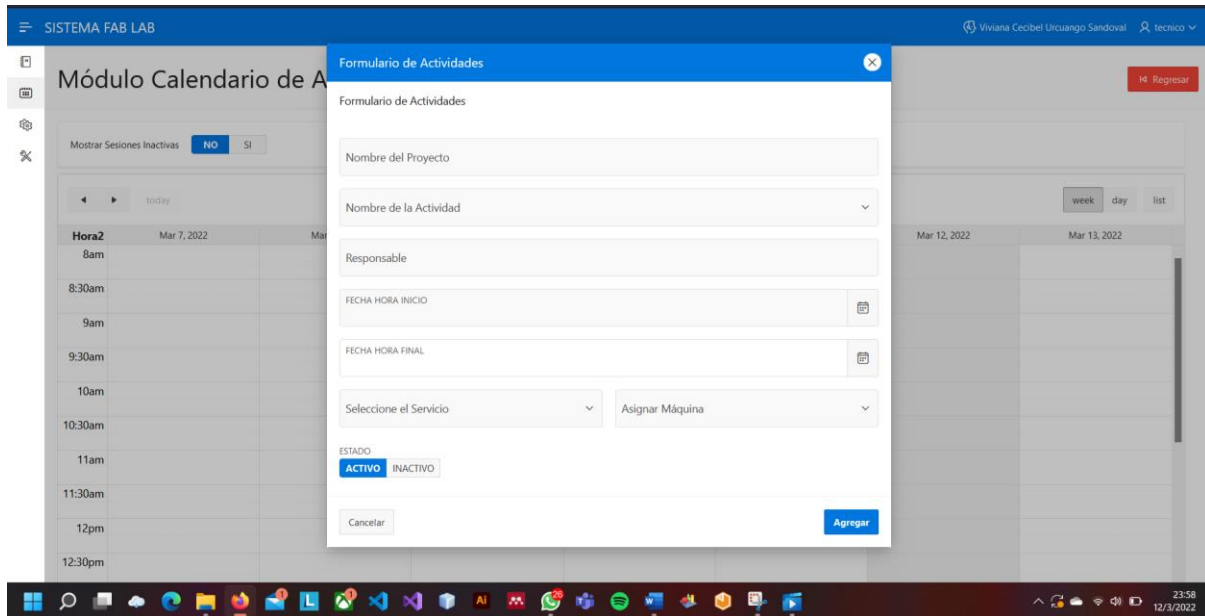 SISTEMA FAB LAB
Viviana Cecibel Urcuango Sandoval tecnico
Módulo Calendario de A
Regresar
Mostrar Sesiones Inactivas NO SI
today
week day list
Hora2 Mar 7, 2022 Mar Mar 12, 2022 Mar 13, 2022
8am
8:30am
9am
9:30am
10am
10:30am
11am
11:30am
12pm
12:30pm
Formulario de Actividades
Formulario de Actividades
Nombre del Proyecto
Nombre de la Actividad
Responsable
FECHA HORA INICIO
FECHA HORA FINAL
Seleccione el Servicio Asignar Máquina
ESTADO
ACTIVO INACTIVO
Cancelar Agregar
23:58
12/3/2022